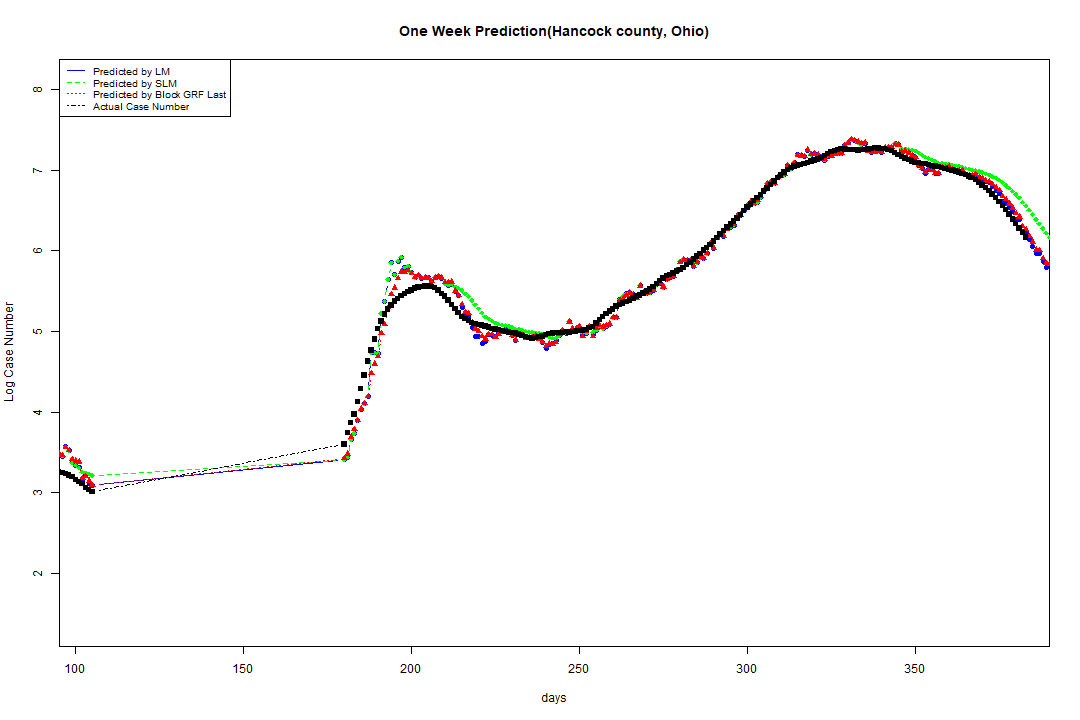 One Week Prediction(Hancock county, Ohio)
Predicted by LM
Predicted by SLM
Predicted by Block GRF Last
Actual Case Number
8
7
6
5
4
3
2
Log Case Number
100 150 200 250 300 350
days